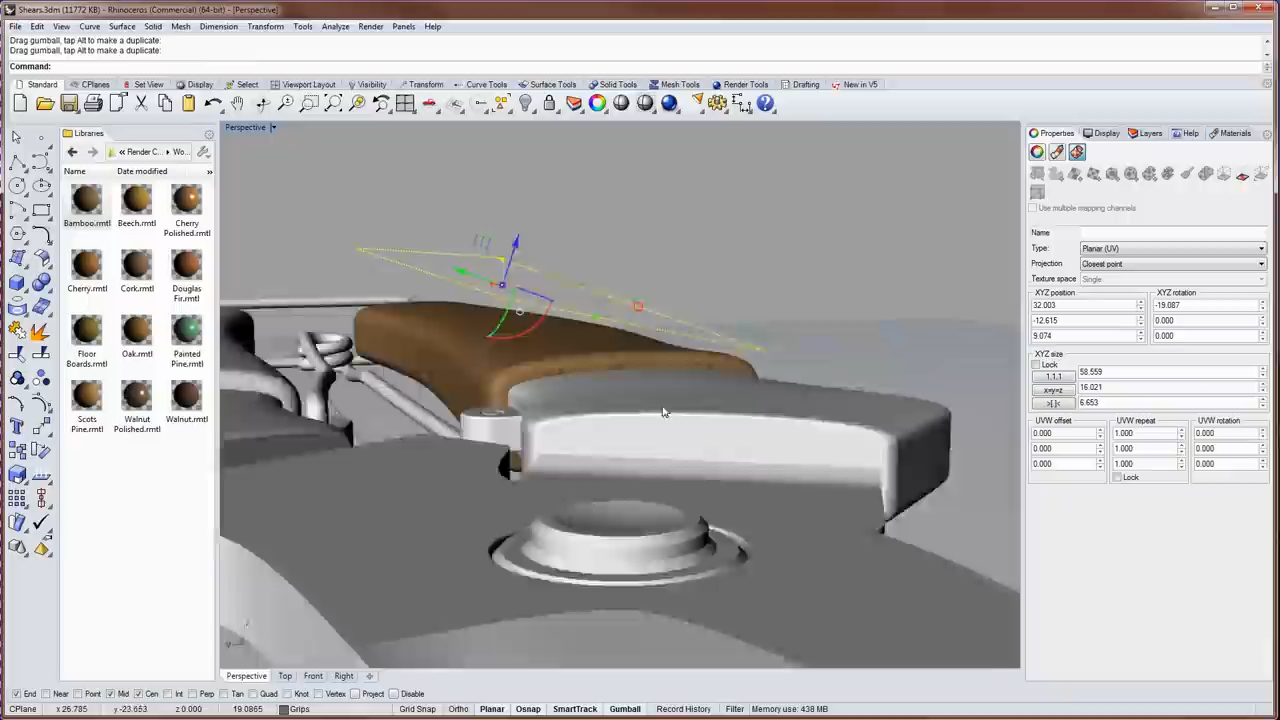 Shears.3dm (11772 KB) - Rhinoceros (Commercial) (64-bit) - [Perspective]
File Edit View Curve Surface Solid Mesh Dimension Transform Tools Analyze Render Panels Help
Drag gumball, tap Alt to make a duplicate:
Drag gumball, tap Alt to make a duplicate:
Command:
Standard CPlanes Set View Display Select Viewport Layout Visibility Transform Curve Tools Surface Tools Solid Tools Mesh Tools Render Tools Drafting New in V5
Libraries
« Render C... Wo...
Name Date modified »
Bamboo.rmtl Beech.rmtl Cherry Polished.rmtl
Cherry.rmtl Cork.rmtl Douglas Fir.rmtl
Floor Boards.rmtl Oak.rmtl Painted Pine.rmtl
Scots Pine.rmtl Walnut Polished.rmtl Walnut.rmtl
Perspective
Properties Display Layers Help Materials
Use multiple mapping channels
Name
Type: Planar (UV)
Projection: Closest point
Texture space: Single
XYZ position XYZ rotation
32.003 -19.087
-12.615 0.000
9.074 0.000
XYZ size
Lock
1:1:1 58.559
x=y=z 16.021
>[ ]< 6.653
UVW offset UVW repeat UVW rotation
0.000 1.000 0.000
0.000 1.000 0.000
0.000 1.000 0.000
Lock
Perspective Top Front Right
End Near Point Mid Cen Int Perp Tan Quad Knot Vertex Project Disable
CPlane x 26.785 y -23.653 z 0.000 19.0865 Grips Grid Snap Ortho Planar Osnap SmartTrack Gumball Record History Filter Memory use: 438 MB